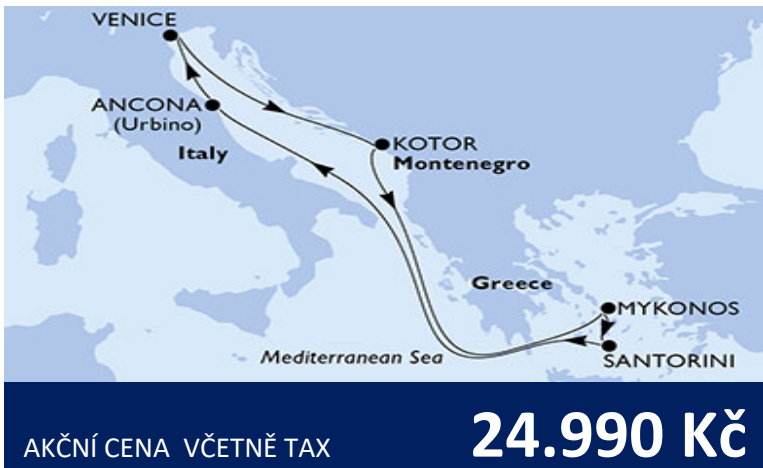 VENICE
ANCONA
(Urbino)
Italy
KOTOR
Montenegro
Greece
MYKONOS
SANTORINI
Mediterranean Sea
AKČNÍ CENA VČETNĚ TAX 24.990 Kč